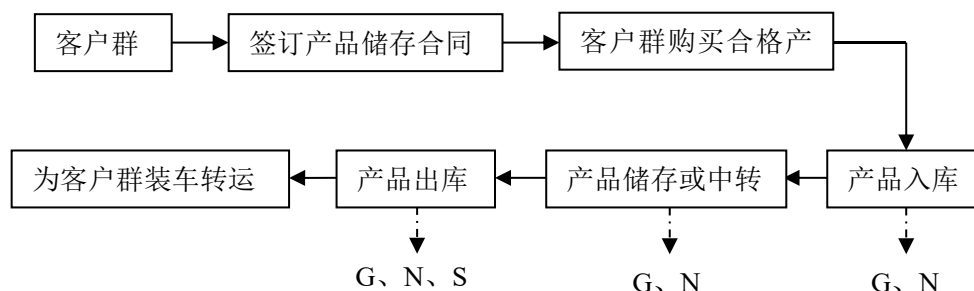 客户群
签订产品储存合同
客户群购买合格产
为客户群装车转运
产品出库
产品储存或中转
产品入库
G、N、S
G、N
G、N